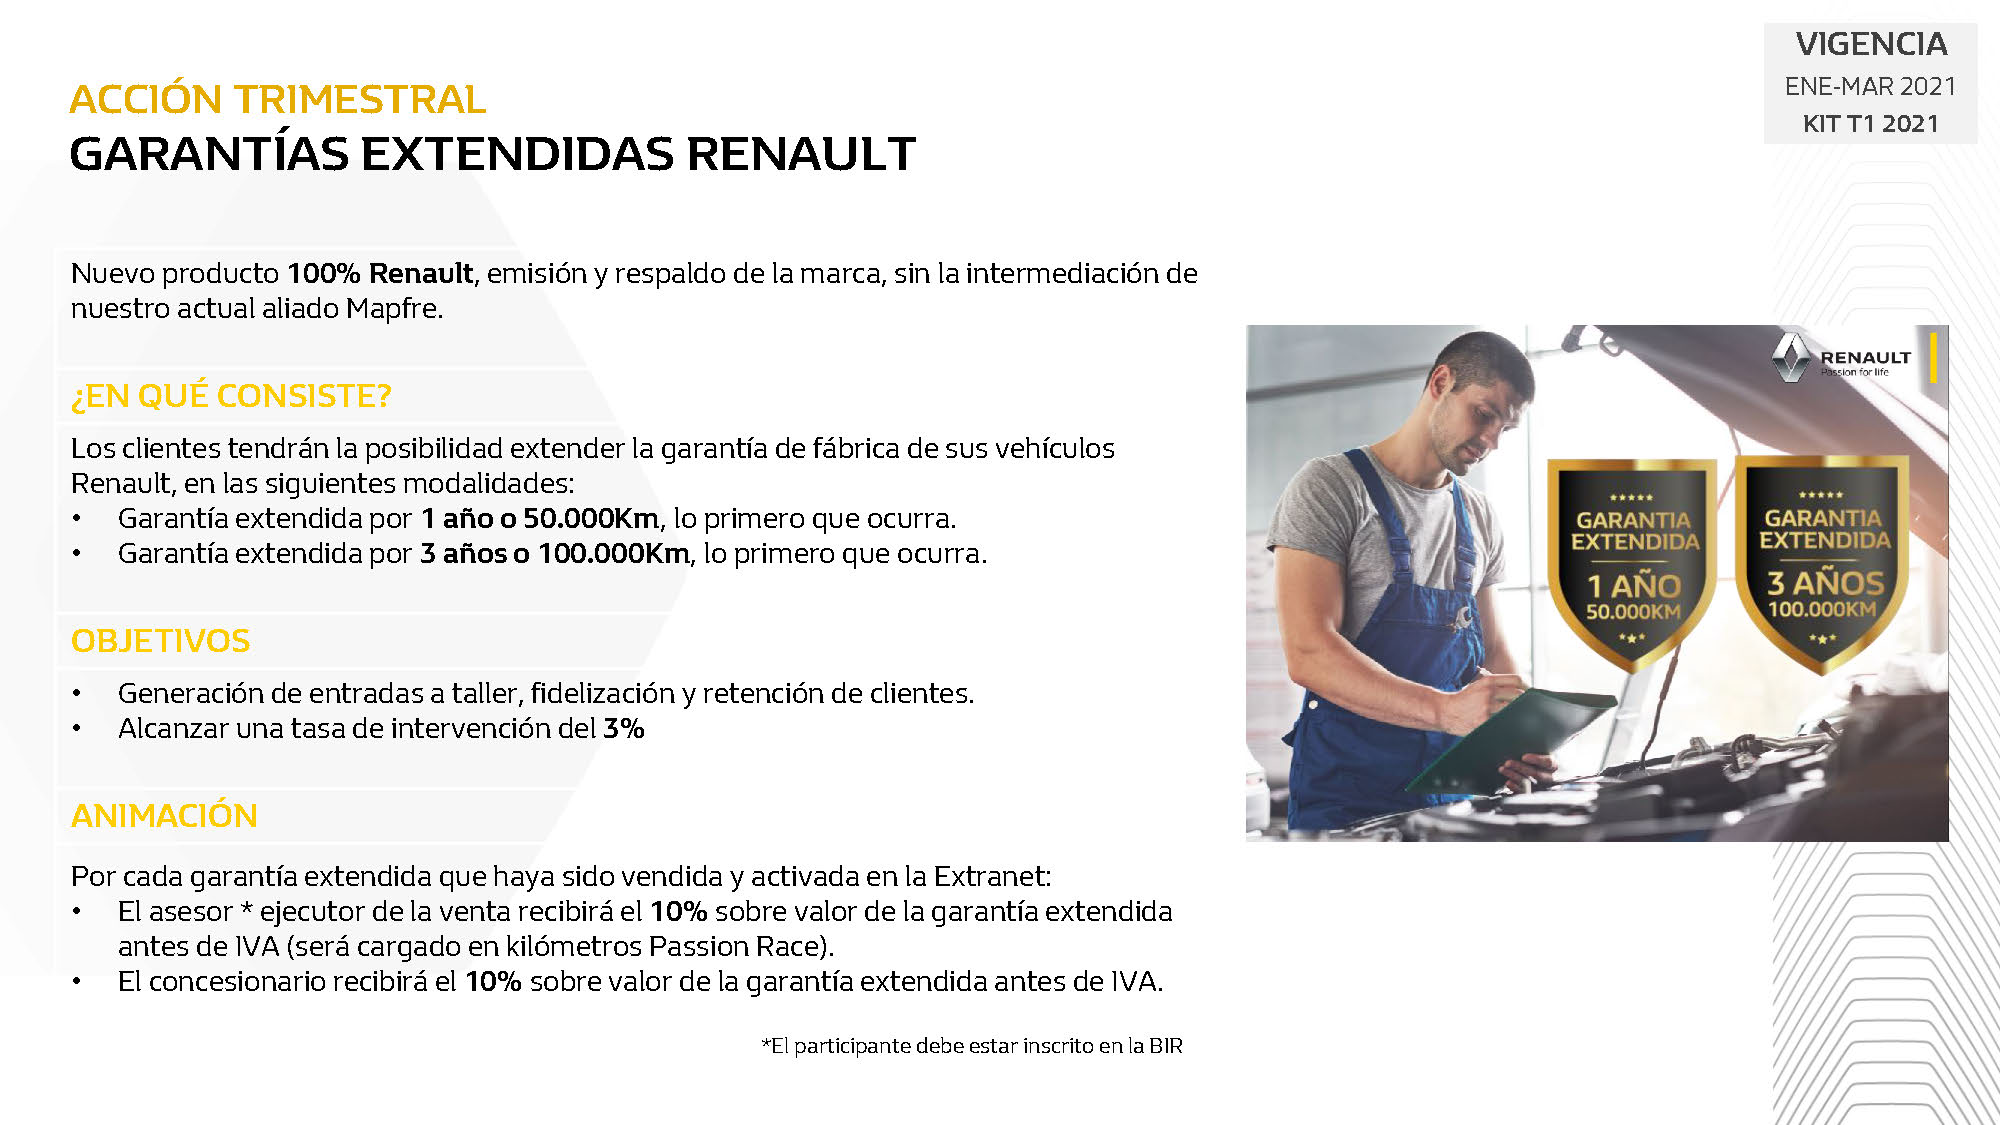 VIGENCIA
ENE-MAR 2021
KIT T1 2021
ACCIÓN TRIMESTRAL
GARANTÍAS EXTENDIDAS RENAULT
Nuevo producto 100% Renault, emisión y respaldo de la marca, sin la intermediación de
nuestro actual aliado Mapfre.
¿EN QUÉ CONSISTE?
Los clientes tendrán la posibilidad extender la garantía de fábrica de sus vehículos
Renault, en las siguientes modalidades:
• Garantía extendida por 1 año o 50.000Km, lo primero que ocurra.
• Garantía extendida por 3 años o 100.000Km, lo primero que ocurra.
OBJETIVOS
• Generación de entradas a taller, fidelización y retención de clientes.
• Alcanzar una tasa de intervención del 3%
ANIMACIÓN
Por cada garantía extendida que haya sido vendida y activada en la Extranet:
• El asesor * ejecutor de la venta recibirá el 10% sobre valor de la garantía extendida
antes de IVA (será cargado en kilómetros Passion Race).
• El concesionario recibirá el 10% sobre valor de la garantía extendida antes de IVA.
*El participante debe estar inscrito en la BIR
RENAULT
Passion for life
GARANTIA
EXTENDIDA
1 AÑO
50.000KM
GARANTIA
EXTENDIDA
3 AÑOS
100.000KM